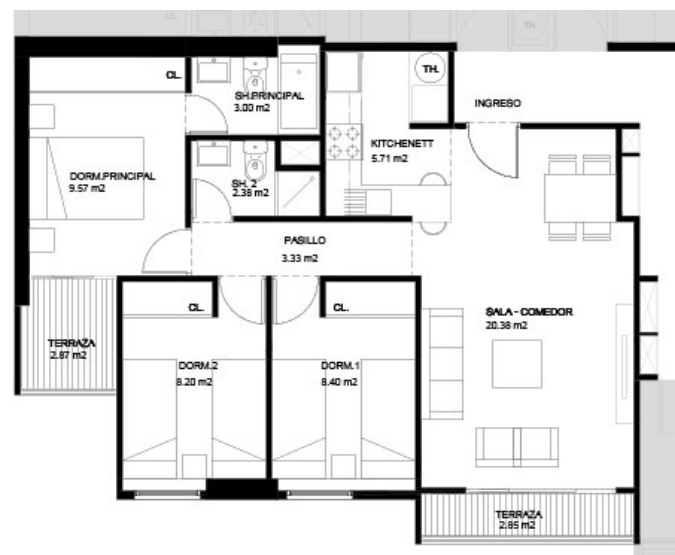 TH.
CL.
TH.
SH.PRINCIPAL
3.00 m2
INGRESO
KITCHENETT
5.71 m2
DORM.PRINCIPAL
9.57 m2
SH. 2
2.38 m2
PASILLO
3.33 m2
CL.
CL.
SALA - COMEDOR
20.38 m2
TERRAZA
2.87 m2
DORM.2
8.20 m2
DORM.1
8.40 m2
TERRAZA
2.85 m2